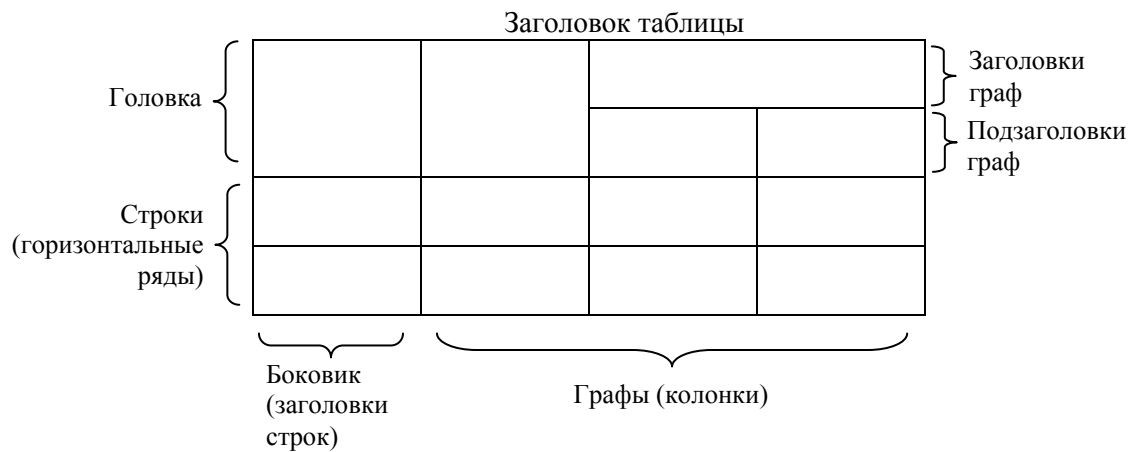 Заголовок таблицы
Головка
Заголовки
граф
Подзаголовки
граф
Строки
(горизонтальные
ряды)
Боковик
(заголовки
строк)
Графы (колонки)